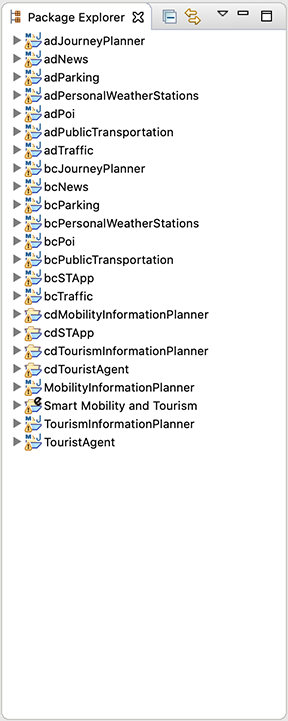 Package Explorer
adJourneyPlanner
adNews
adParking
adPersonalWeatherStations
adPoi
adPublicTransportation
adTraffic
bcJourneyPlanner
bcNews
bcParking
bcPersonalWeatherStations
bcPoi
bcPublicTransportation
bcSTApp
bcTraffic
cdMobilityInformationPlanner
cdSTApp
cdTourismInformationPlanner
cdTouristAgent
MobilityInformationPlanner
Smart Mobility and Tourism
TourismInformationPlanner
TouristAgent